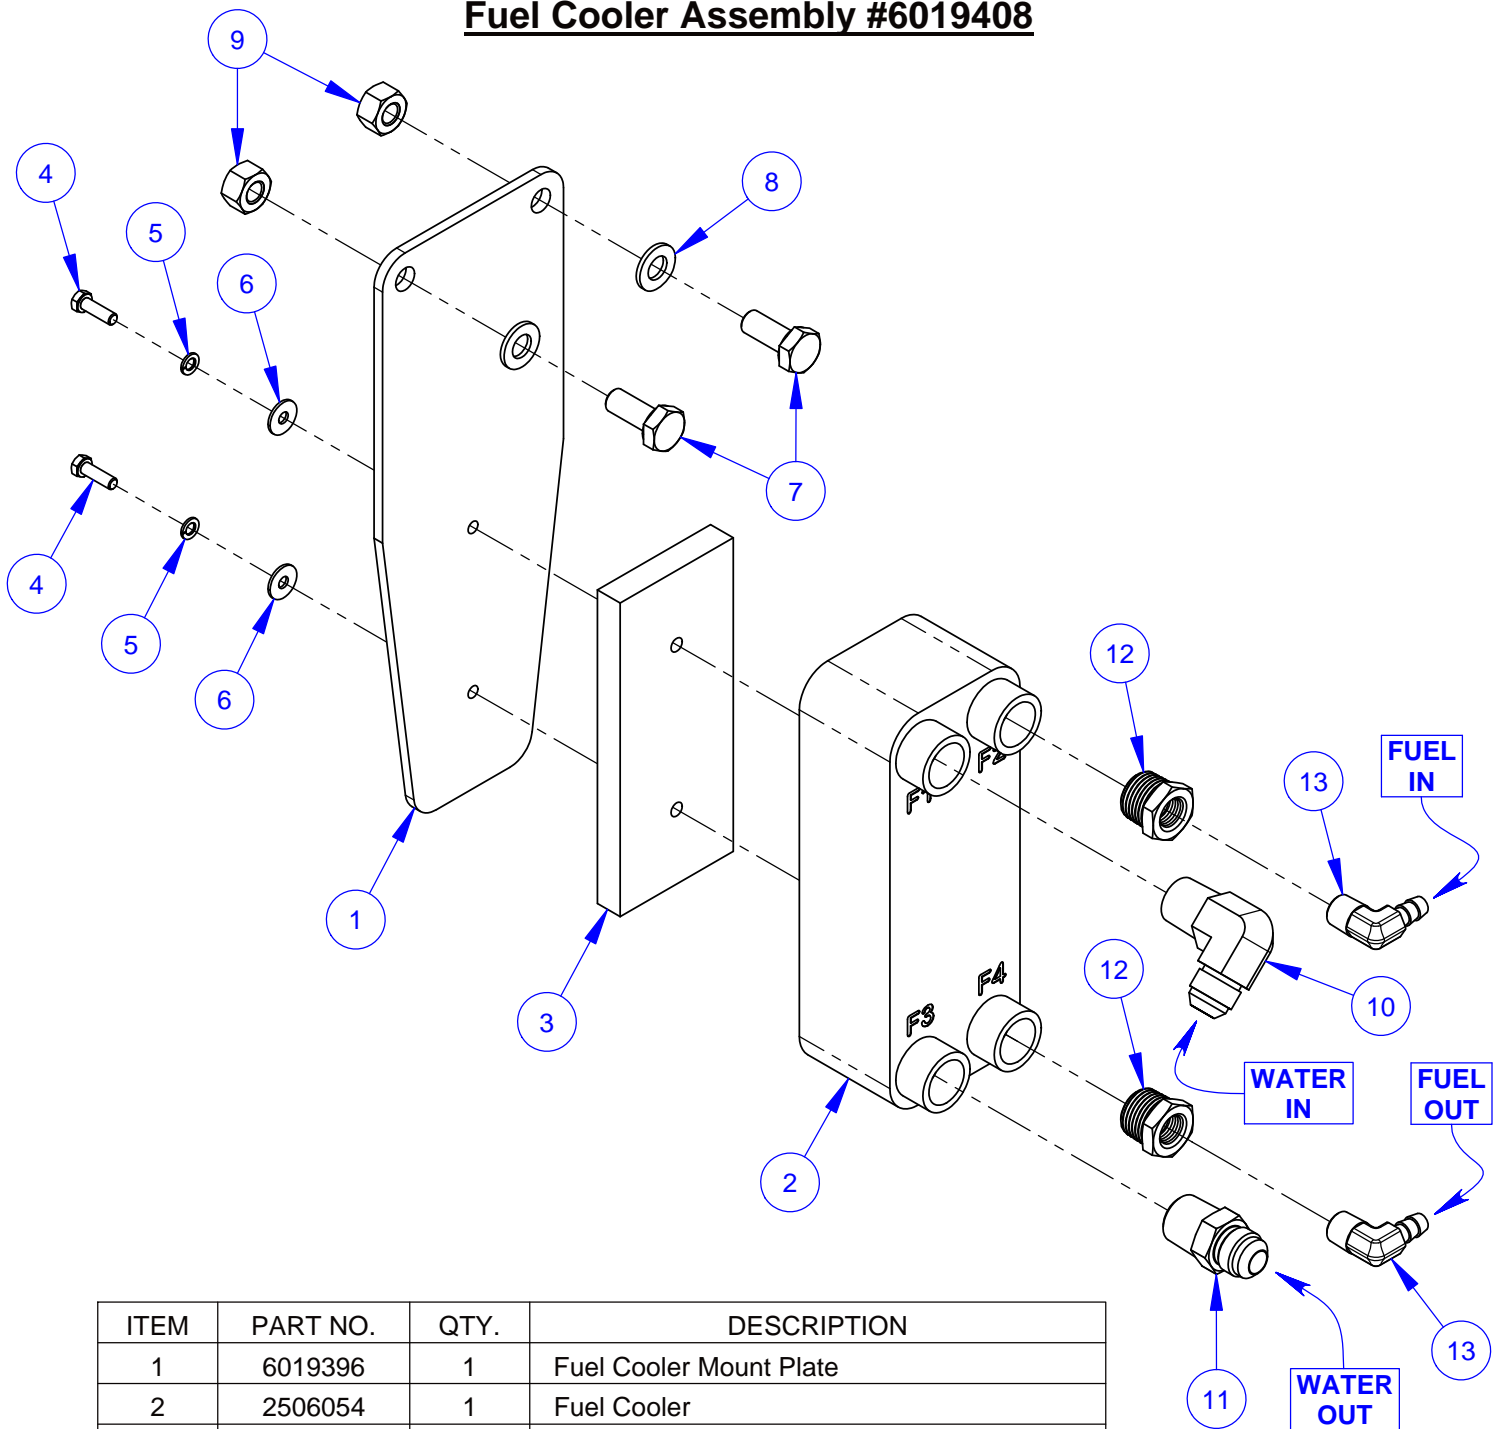 Fuel Cooler Assembly #6019408
9
4
8
5
6
7
4
5
6
12
FUEL
IN
13
F2
F1
1
12
F4
10
3
F3
WATER
IN
FUEL
OUT
2
13
11
WATER
OUT
ITEM PART NO. QTY. DESCRIPTION
1 6019396 1 Fuel Cooler Mount Plate
2 2506054 1 Fuel Cooler